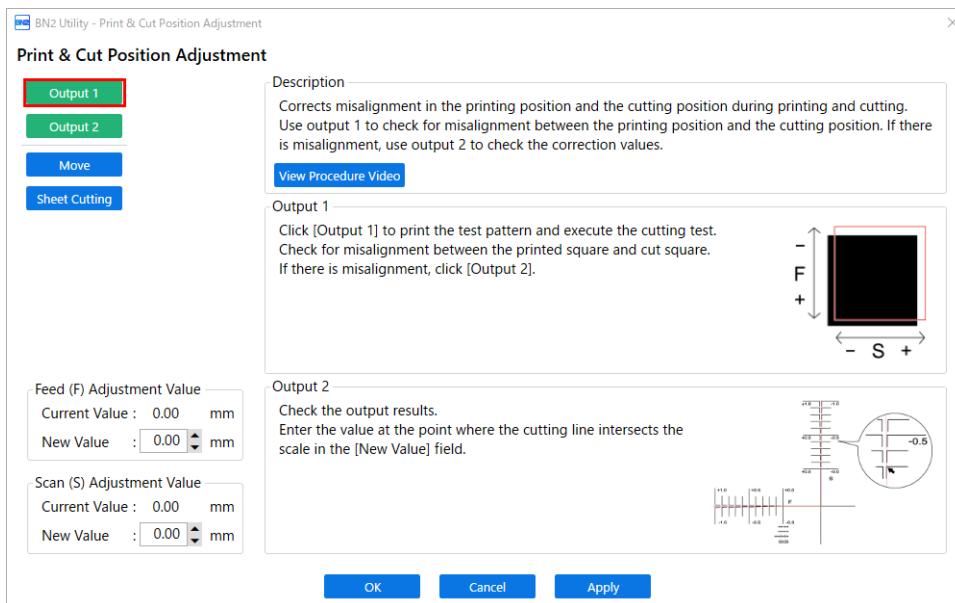 BN2 BN2 Utility - Print & Cut Position Adjustment
Print & Cut Position Adjustment
Output 1
Output 2
Move
Sheet Cutting
Description
Corrects misalignment in the printing position and the cutting position during printing and cutting.
Use output 1 to check for misalignment between the printing position and the cutting position. If there
is misalignment, use output 2 to check the correction values.
View Procedure Video
Output 1
Click [Output 1] to print the test pattern and execute the cutting test.
Check for misalignment between the printed square and cut square.
If there is misalignment, click [Output 2].
−
F
+
− S +
Feed (F) Adjustment Value
Current Value : 0.00 mm
New Value : 0.00 mm
Scan (S) Adjustment Value
Current Value : 0.00 mm
New Value : 0.00 mm
Output 2
Check the output results.
Enter the value at the point where the cutting line intersects the
scale in the [New Value] field.
-0.5
S
F
OK Cancel Apply